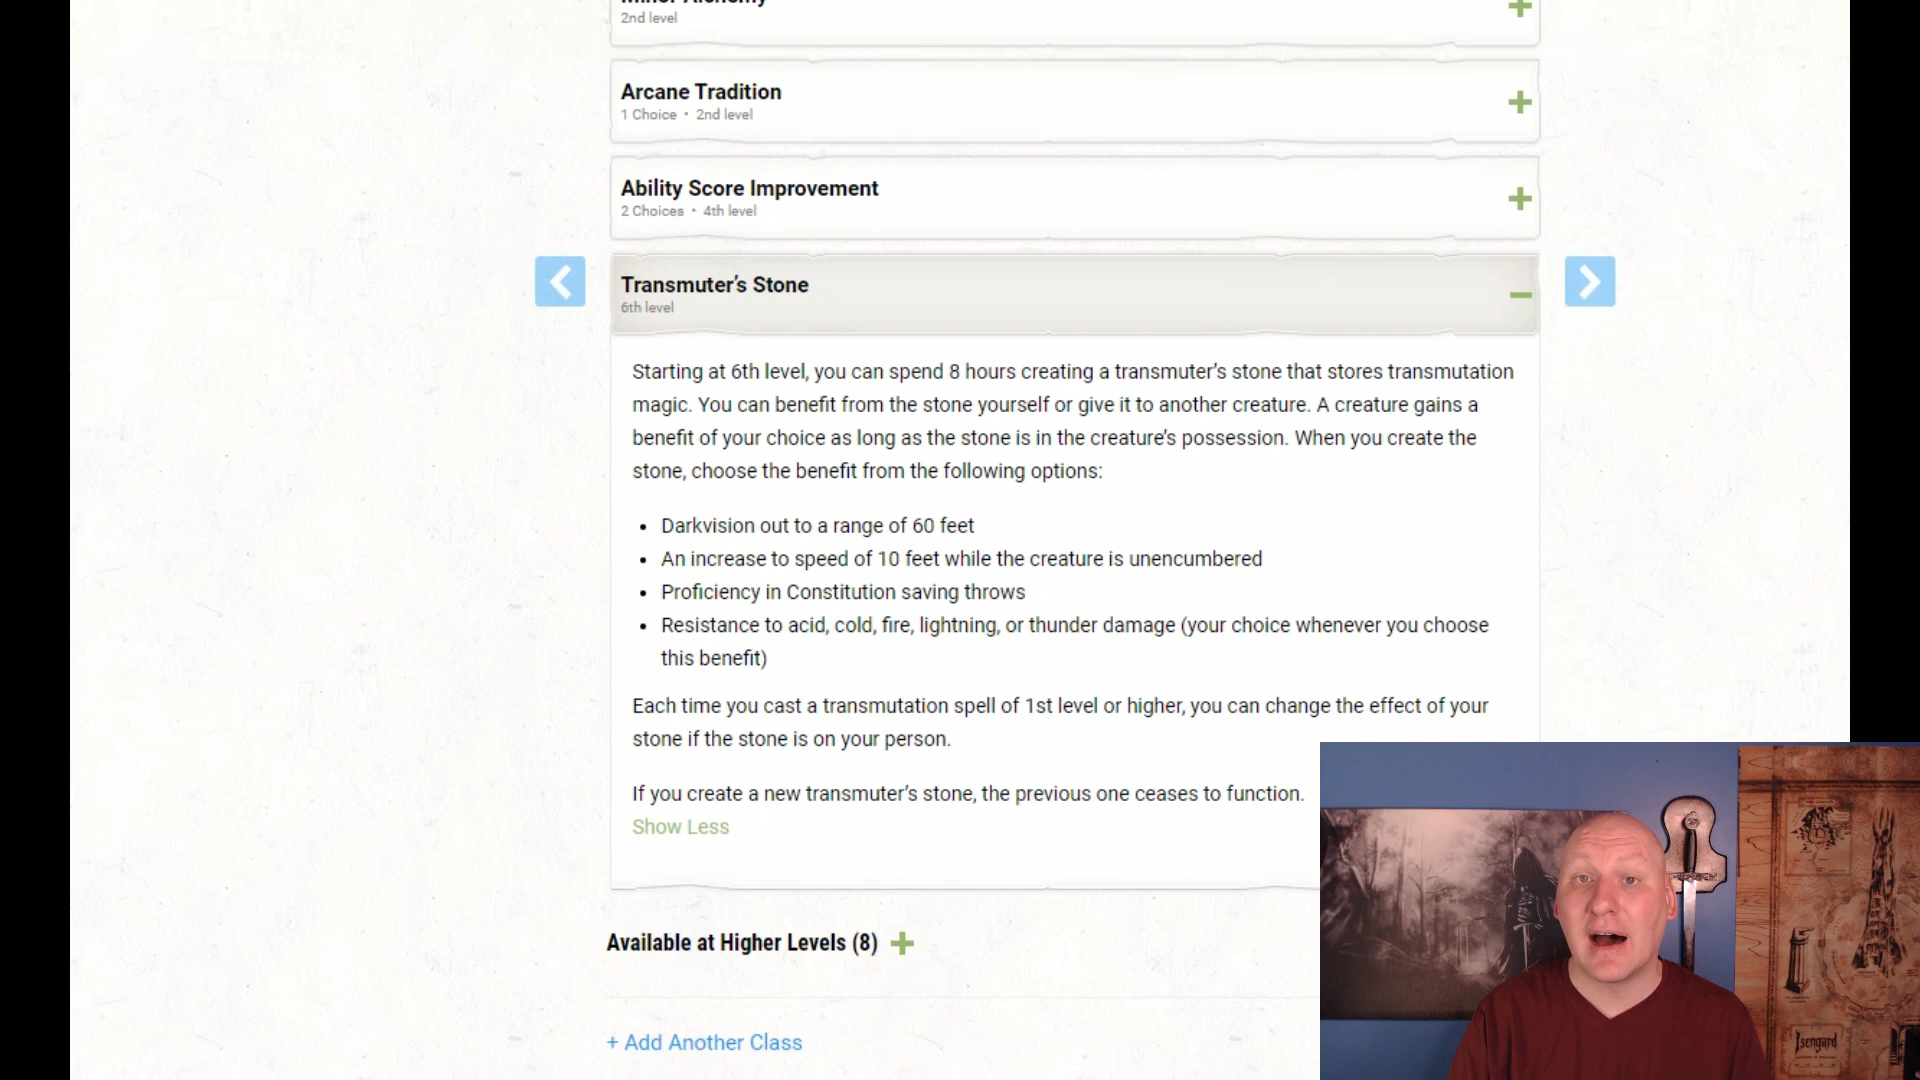 Minor Alchemy
2nd level
Arcane Tradition
1 Choice • 2nd level
Ability Score Improvement
2 Choices • 4th level
Transmuter's Stone
6th level
Starting at 6th level, you can spend 8 hours creating a transmuter's stone that stores transmutation
magic. You can benefit from the stone yourself or give it to another creature. A creature gains a
benefit of your choice as long as the stone is in the creature's possession. When you create the
stone, choose the benefit from the following options:
• Darkvision out to a range of 60 feet
• An increase to speed of 10 feet while the creature is unencumbered
• Proficiency in Constitution saving throws
• Resistance to acid, cold, fire, lightning, or thunder damage (your choice whenever you choose
this benefit)
Each time you cast a transmutation spell of 1st level or higher, you can change the effect of your
stone if the stone is on your person.
If you create a new transmuter's stone, the previous one ceases to function.
Show Less
Available at Higher Levels (8)
+ Add Another Class
Isengard